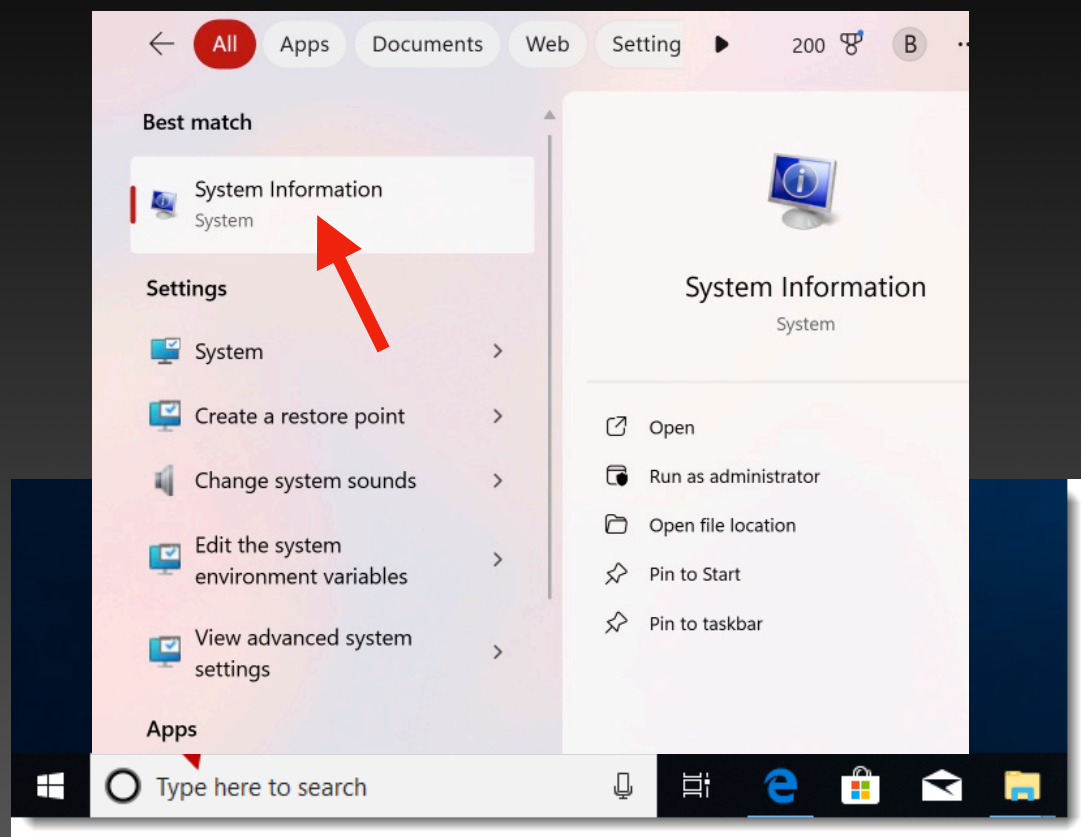 All
Apps
Documents
Web
Setting
200
B
Best match
System Information
System
Settings
System
Create a restore point
Change system sounds
Edit the system
environment variables
View advanced system
settings
Apps
System Information
System
Open
Run as administrator
Open file location
Pin to Start
Pin to taskbar
Type here to search